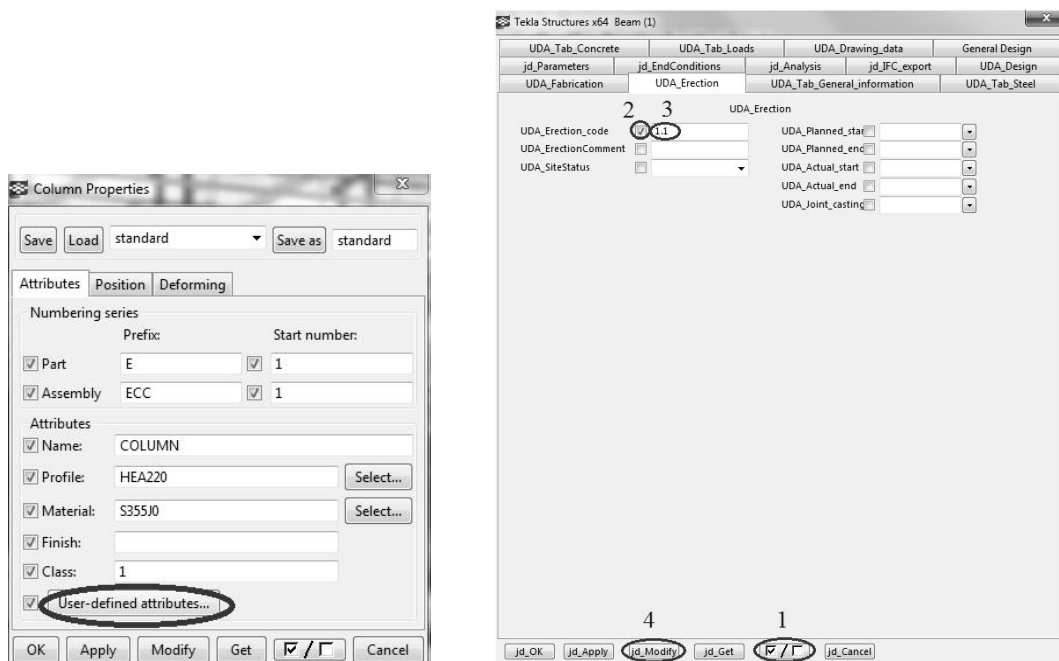 Column Properties
Save Load standard Save as standard
Attributes Position Deforming
Numbering series
Prefix: Start number:
Part E 1
Assembly ECC 1
Attributes
Name: COLUMN
Profile: HEA220 Select...
Material: S355J0 Select...
Finish:
Class: 1
User-defined attributes...
OK Apply Modify Get / Cancel
Tekla Structures x64 Beam (1)
UDA_Tab_Concrete UDA_Tab_Loads UDA_Drawing_data General Design
jd_Parameters jd_EndConditions jd_Analysis jd_IFC_export UDA_Design
UDA_Fabrication UDA_Erection UDA_Tab_General_information UDA_Tab_Steel
UDA_Erection
2 3
UDA_Erection_code 1.1 UDA_Planned_star
UDA_ErectionComment UDA_Planned_end
UDA_SiteStatus UDA_Actual_start
UDA_Actual_end
UDA_Joint_casting
4 1
jd_OK jd_Apply jd_Modify jd_Get / jd_Cancel